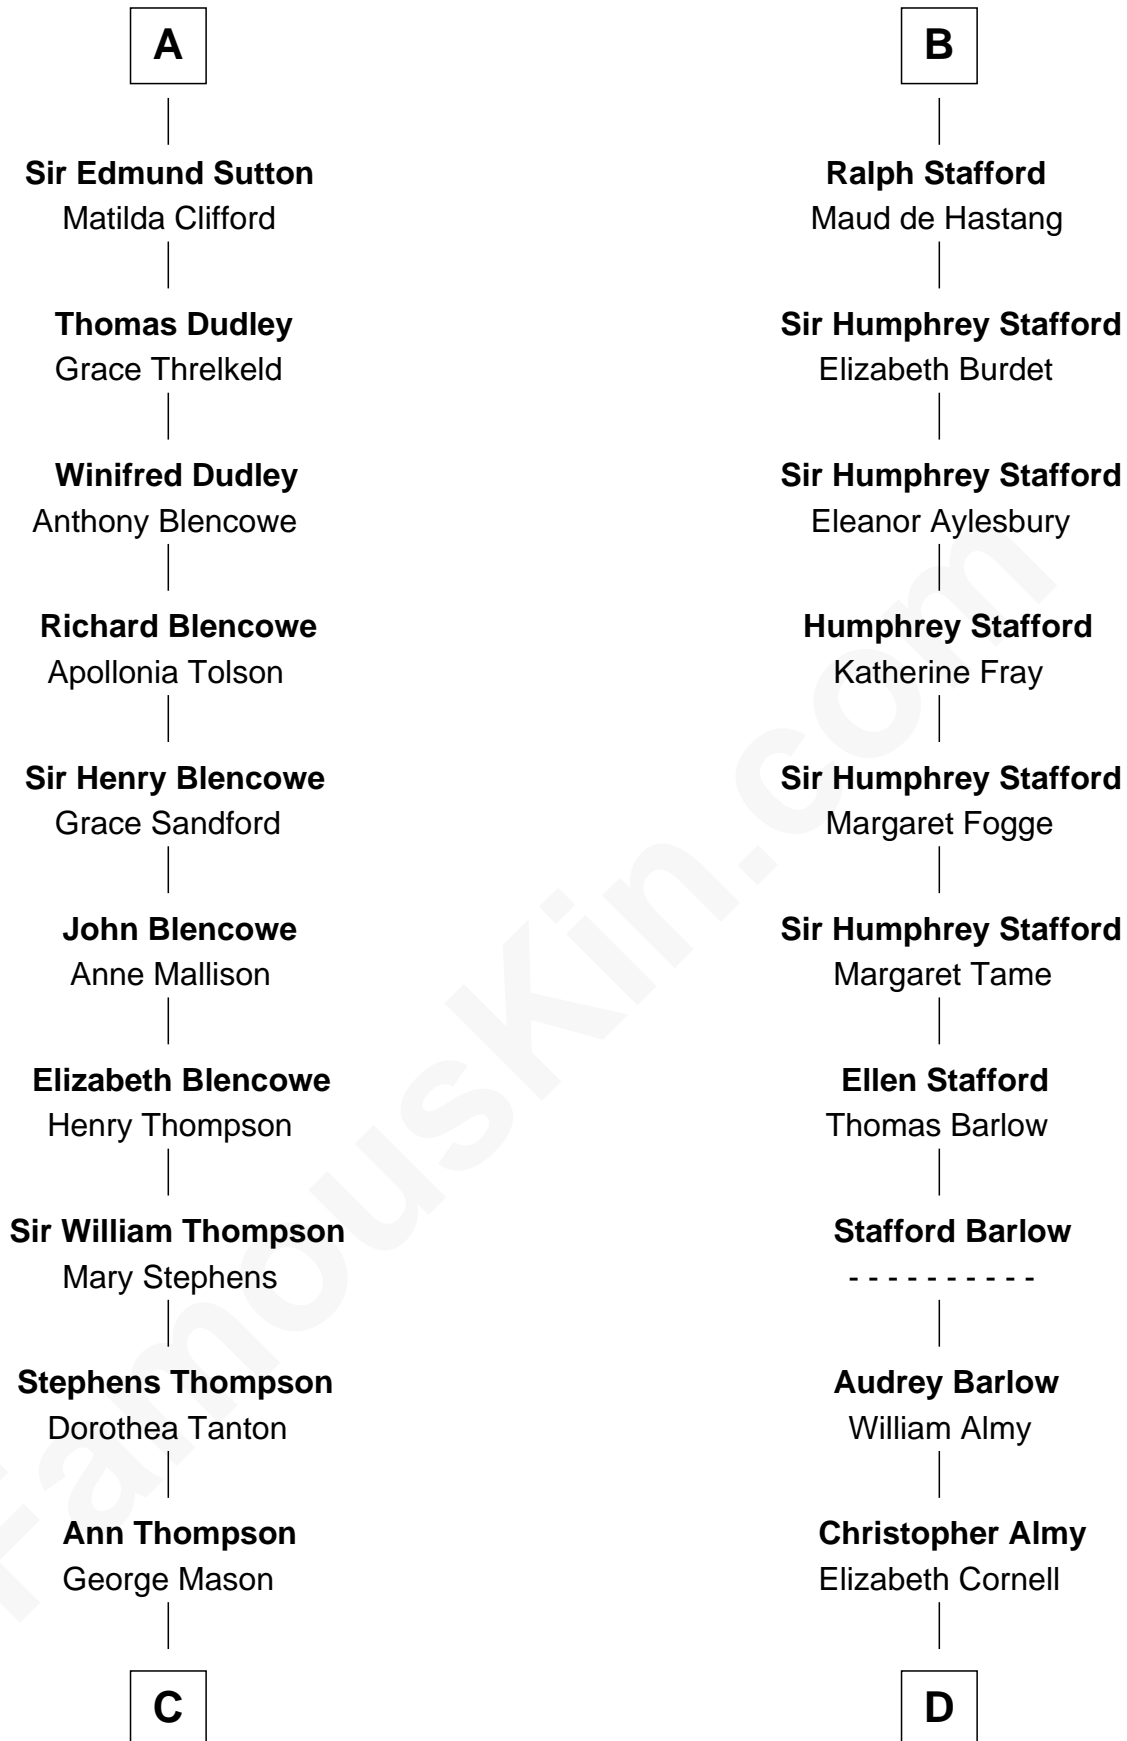 A
Sir Edmund Sutton
Matilda Clifford
Thomas Dudley
Grace Threlkeld
Winifred Dudley
Anthony Blencowe
Richard Blencowe
Apollonia Tolson
Sir Henry Blencowe
Grace Sandford
John Blencowe
Anne Mallison
Elizabeth Blencowe
Henry Thompson
Sir William Thompson
Mary Stephens
Stephens Thompson
Dorothea Tanton
Ann Thompson
George Mason
C
B
Ralph Stafford
Maud de Hastang
Sir Humphrey Stafford
Elizabeth Burdet
Sir Humphrey Stafford
Eleanor Aylesbury
Humphrey Stafford
Katherine Fray
Sir Humphrey Stafford
Margaret Fogge
Sir Humphrey Stafford
Margaret Tame
Ellen Stafford
Thomas Barlow
Stafford Barlow
- - - - - - - - - -
Audrey Barlow
William Almy
Christopher Almy
Elizabeth Cornell
D
FamousKin.com